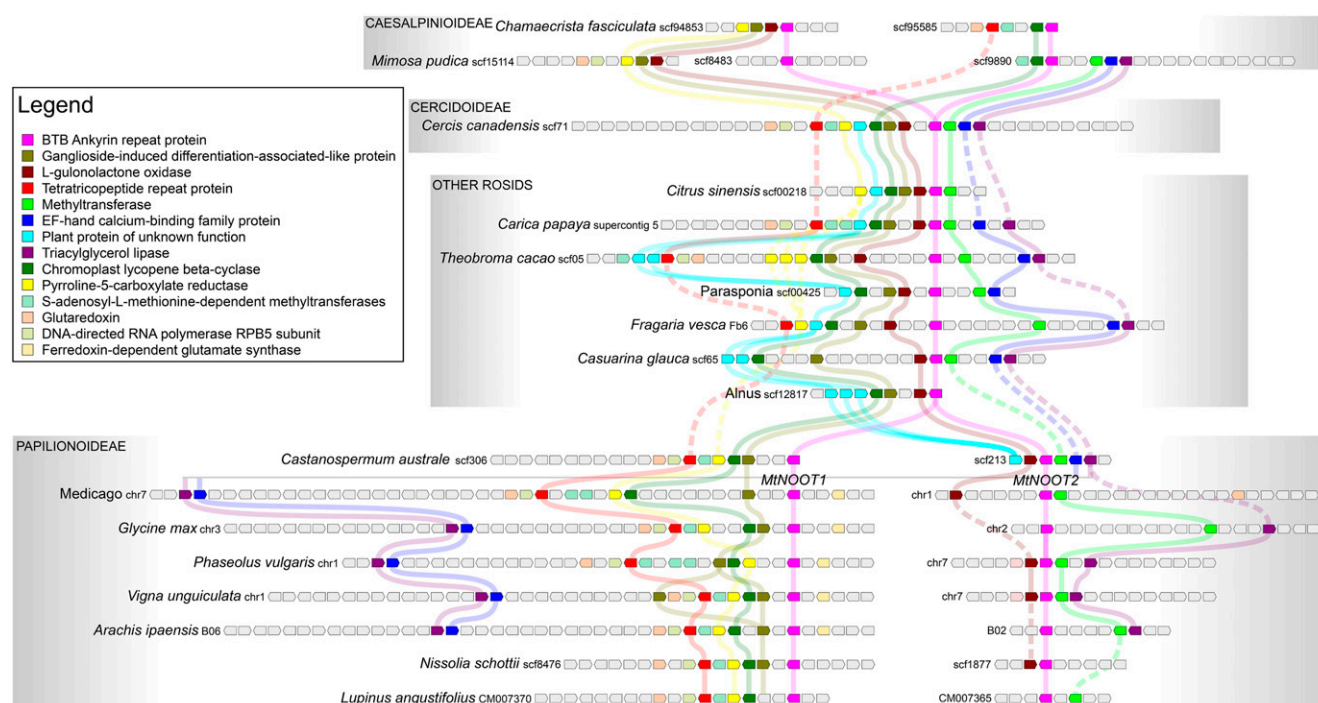 CAESALPINIOIDEAE
Chamaecrista fasciculata scf94853
scf95585
Mimosa pudica scf15114
scf8483
scf9890
Legend
BTB Ankyrin repeat protein
Ganglioside-induced differentiation-associated-like protein
L-gulonolactone oxidase
Tetratricopeptide repeat protein
Methyltransferase
EF-hand calcium-binding family protein
Plant protein of unknown function
Triacylglycerol lipase
Chromoplast lycopene beta-cyclase
Pyrroline-5-carboxylate reductase
S-adenosyl-L-methionine-dependent methyltransferases
Glutaredoxin
DNA-directed RNA polymerase RPB5 subunit
Ferredoxin-dependent glutamate synthase
CERCIDOIDEAE
Cercis canadensis scf71
OTHER ROSIDS
Citrus sinensis scf00218
Carica papaya supercontig 5
Theobroma cacao scf05
Parasponia scf00425
Fragaria vesca Fb6
Casuarina glauca scf65
Alnus scf12817
PAPILIONOIDEAE
Castanospermum australe scf306
scf213
MtNOOT1
MtNOOT2
Medicago chr7
chr1
Glycine max chr3
chr2
Phaseolus vulgaris chr1
chr7
Vigna unguiculata chr1
chr7
Arachis ipaensis B06
B02
Nissolia schottii scf8476
scf1877
Lupinus angustifolius CM007370
CM007365